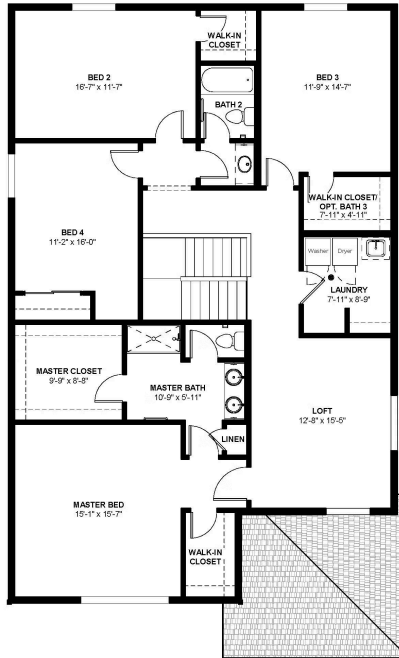 WALK-IN
CLOSET
BED 2
16'-7" x 11'-7"
BED 3
11'-9" x 14'-7"
BATH 2
WALK-IN CLOSET/
OPT. BATH 3
7'-11" x 4'-11"
BED 4
11'-2" x 16'-0"
Washer Dryer
LAUNDRY
7'-11" x 8'-9"
MASTER CLOSET
9'-9" x 8'-8"
MASTER BATH
10'-9" x 5'-11"
LOFT
12'-8" x 15'-5"
LINEN
MASTER BED
15'-1" x 15'-7"
WALK-IN
CLOSET